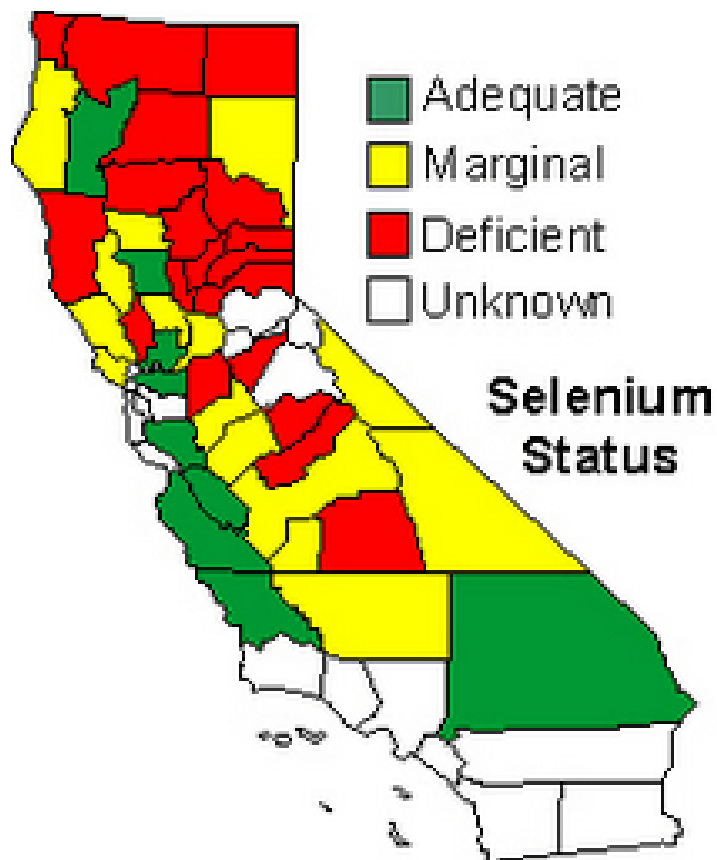 Adequate
Marginal
Deficient
Unknown
Selenium
Status